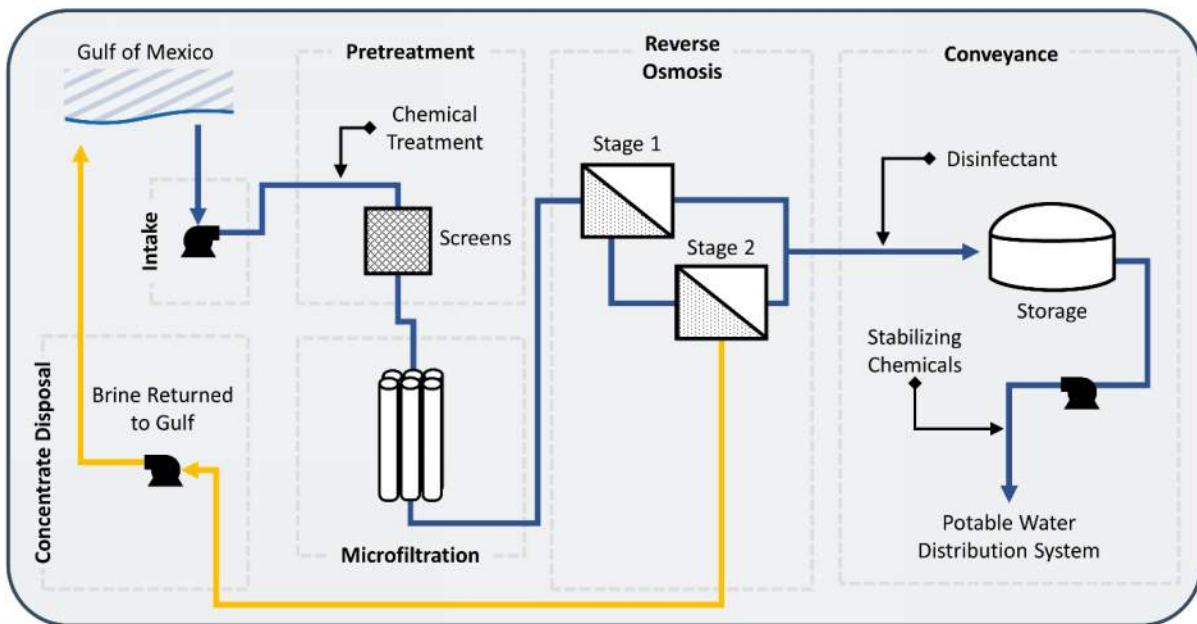 Gulf of Mexico
Pretreatment
Reverse
Osmosis
Conveyance
Chemical
Treatment
Stage 1
Disinfectant
Intake
Screens
Stage 2
Storage
Stabilizing
Chemicals
Concentrate Disposal
Brine Returned
to Gulf
Microfiltration
Potable Water
Distribution System